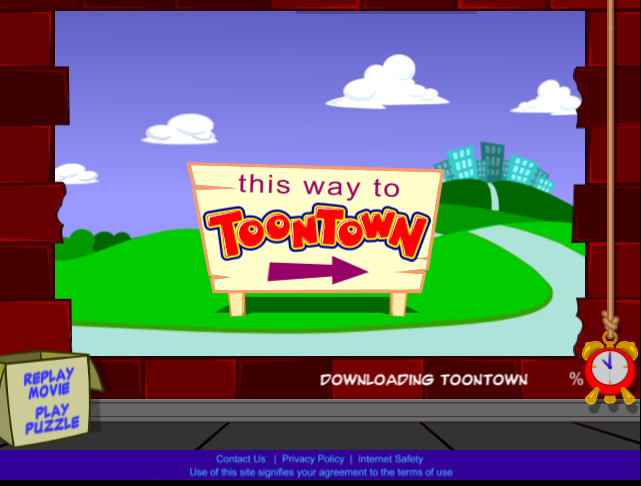 this way to
TOONTOWN
DOWNLOADING TOONTOWN %
REPLAY
MOVIE
PLAY
PUZZLE
Contact Us | Privacy Policy | Internet Safety
Use of this site signifies your agreement to the terms of use